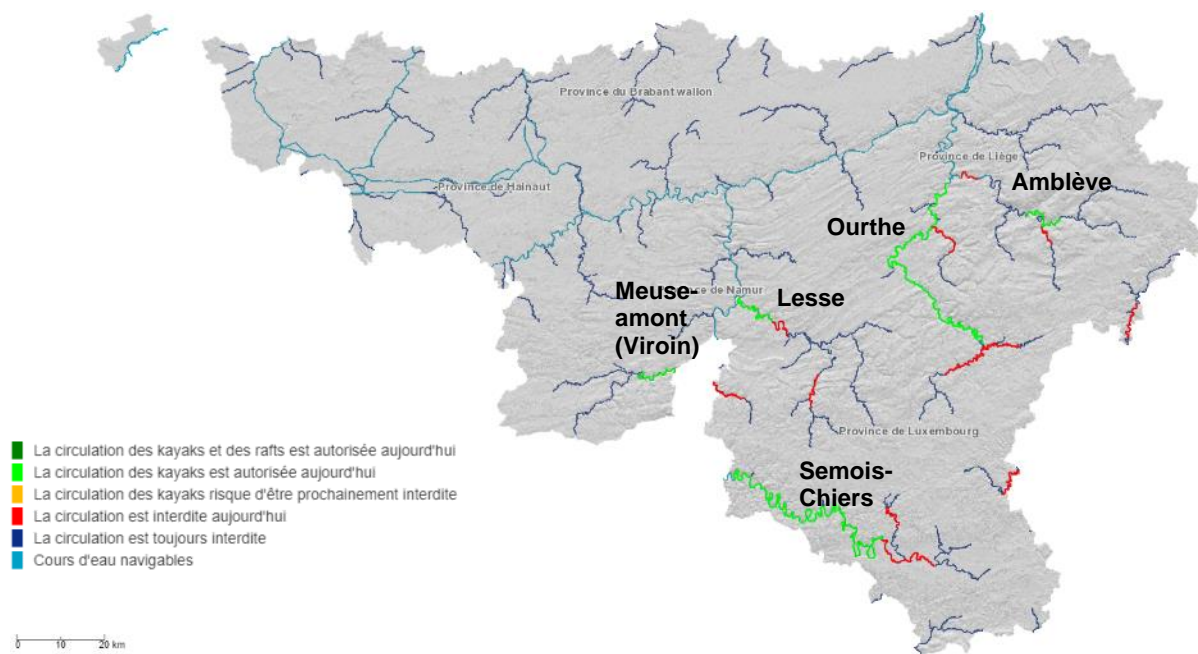 Province du Brabant wallon
Province de Liège
Amblève
Province de Hainaut
Ourthe
Province de Namur
Meuse-
amont
(Viroin)
Lesse
Province de Luxembourg
Semois-
Chiers
La circulation des kayaks et des rafts est autorisée aujourd'hui
La circulation des kayaks est autorisée aujourd'hui
La circulation des kayaks risque d'être prochainement interdite
La circulation est interdite aujourd'hui
La circulation est toujours interdite
Cours d'eau navigables
0 10 20 km